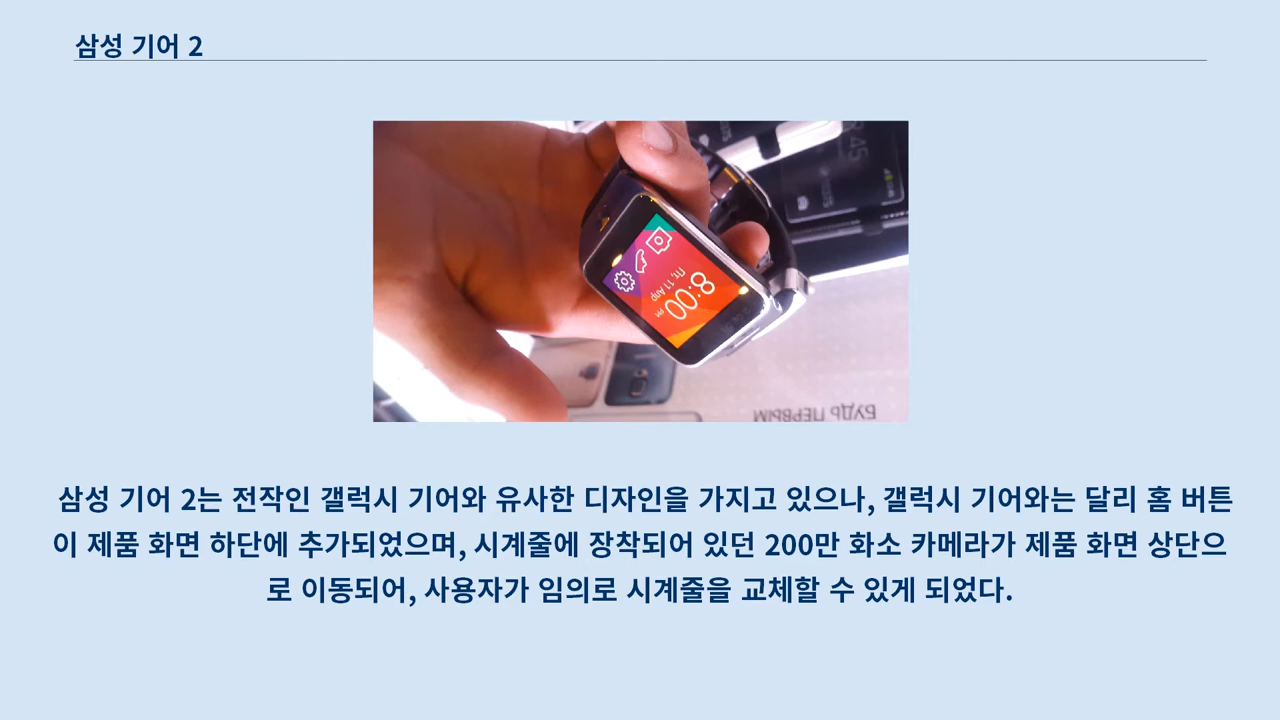 삼성 기어 2
8:00
PM
Пт, 11 Апр
БУДЬ ПЕРВЫМ
삼성 기어 2는 전작인 갤럭시 기어와 유사한 디자인을 가지고 있으나, 갤럭시 기어와는 달리 홈 버튼
이 제품 화면 하단에 추가되었으며, 시계줄에 장착되어 있던 200만 화소 카메라가 제품 화면 상단으
로 이동되어, 사용자가 임의로 시계줄을 교체할 수 있게 되었다.